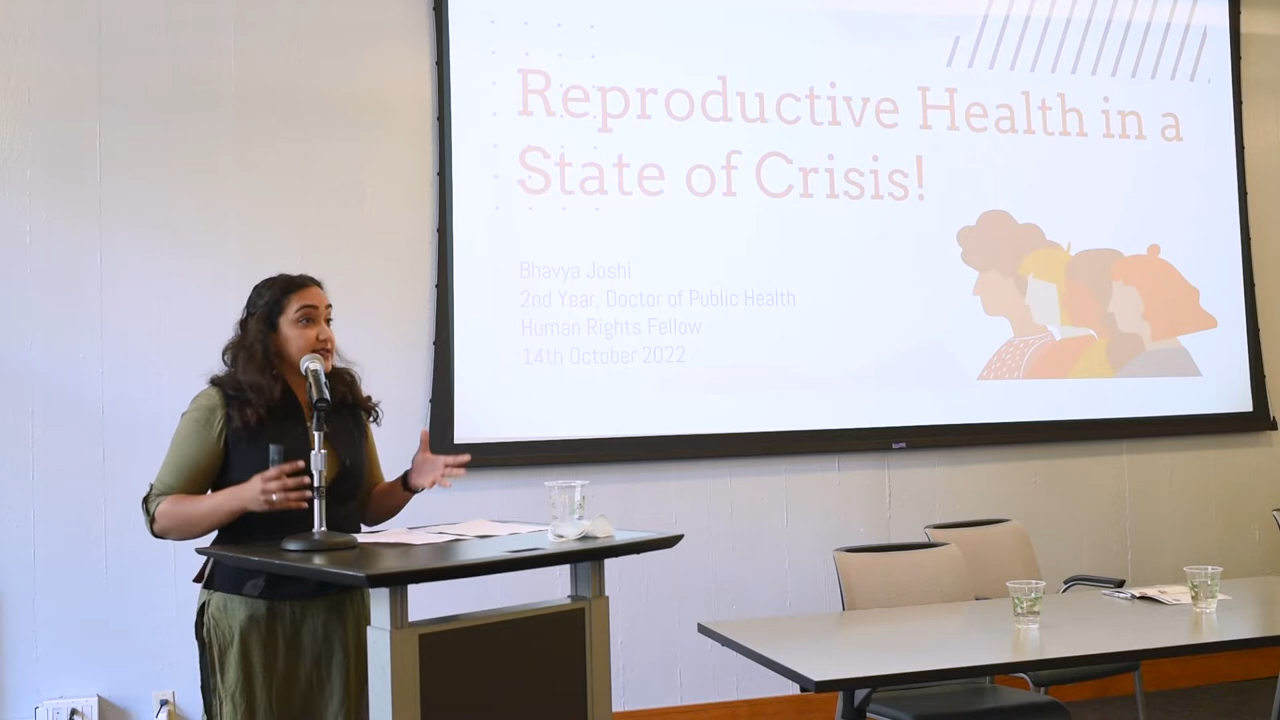 Reproductive Health in a
State of Crisis!
Bhavya Joshi
2nd Year, Doctor of Public Health
Human Rights Fellow
14th October 2022